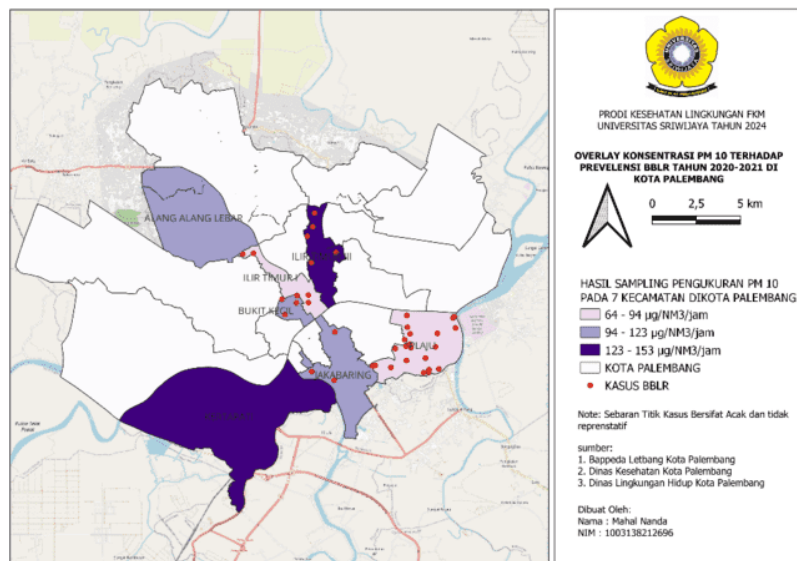 ALANG ALANG LEBAR
ILIR TIMUR I
BUKIT KECIL
JAKABARING
PRODI KESEHATAN LINGKUNGAN FKM
UNIVERSITAS SRIWIJAYA TAHUN 2024
OVERLAY KONSENTRASI PM 10 TERHADAP
PREVELENSI BBLR TAHUN 2020-2021 DI
KOTA PALEMBANG
0 2,5 5 km
HASIL SAMPLING PENGUKURAN PM 10
PADA 7 KECAMATAN DIKOTA PALEMBANG
64 - 94 µg/NM3/jam
94 - 123 µg/NM3/jam
123 - 153 µg/NM3/jam
KOTA PALEMBANG
KASUS BBLR
Note: Sebaran Titik Kasus Bersifat Acak dan tidak
reprenstatif
sumber:
1. Bappeda Letbang Kota Palembang
2. Dinas Kesehatan Kota Palembang
3. Dinas Lingkungan Hidup Kota Palembang
Dibuat Oleh:
Nama : Mahal Nanda
NIM : 1003138212696